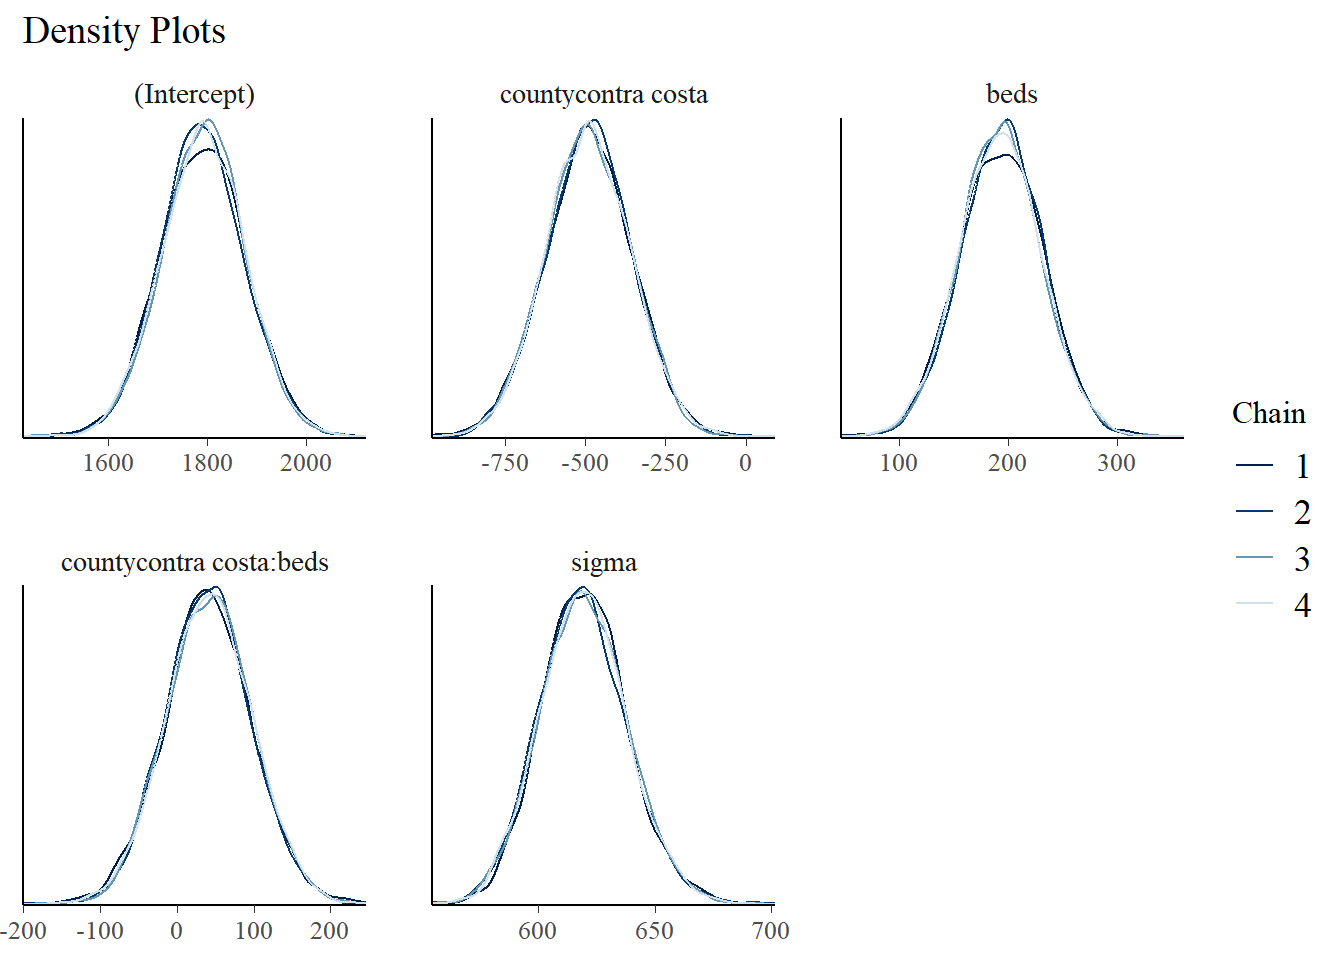 Density Plots
(Intercept)
countycontra costa
beds
1600 1800 2000
-750 -500 -250 0
100 200 300
countycontra costa:beds
sigma
-200 -100 0 100 200
600 650 700
Chain
1
2
3
4